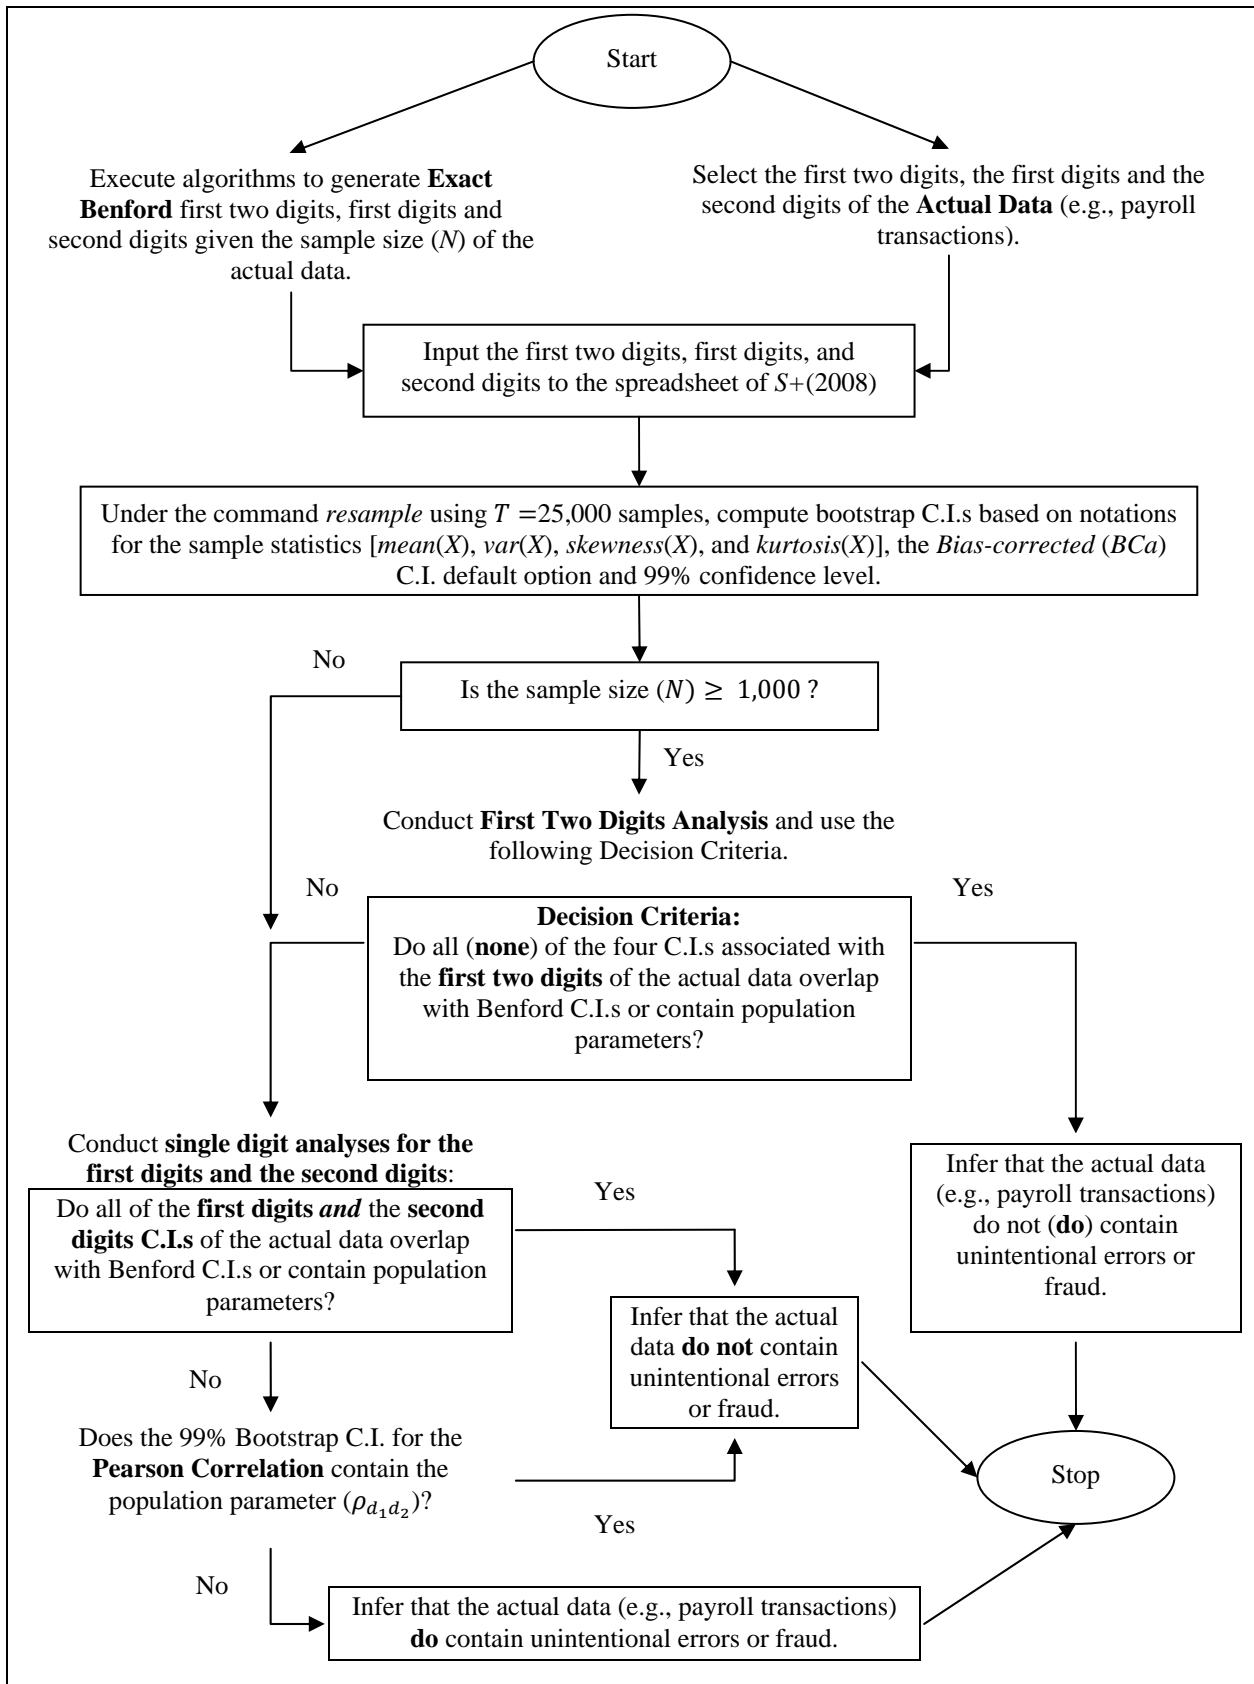 Start
Execute algorithms to generate Exact
Benford first two digits, first digits and
second digits given the sample size (N) of the
actual data.
Select the first two digits, the first digits and the
second digits of the Actual Data (e.g., payroll
transactions).
Input the first two digits, first digits, and
second digits to the spreadsheet of S+(2008)
Under the command resample using T =25,000 samples, compute bootstrap C.I.s based on notations
for the sample statistics [mean(X), var(X), skewness(X), and kurtosis(X)], the Bias-corrected (BCa)
C.I. default option and 99% confidence level.
No
Is the sample size (N) ≥ 1,000 ?
Yes
Conduct First Two Digits Analysis and use the
following Decision Criteria.
No
Yes
Decision Criteria:
Do all (none) of the four C.I.s associated with
the first two digits of the actual data overlap
with Benford C.I.s or contain population
parameters?
Conduct single digit analyses for the
first digits and the second digits:
Do all of the first digits and the second
digits C.I.s of the actual data overlap
with Benford C.I.s or contain population
parameters?
Yes
Infer that the actual data
(e.g., payroll transactions)
do not (do) contain
unintentional errors or
fraud.
Infer that the actual
data do not contain
unintentional errors
or fraud.
No
Does the 99% Bootstrap C.I. for the
Pearson Correlation contain the
population parameter (ρd1d2)?
Yes
Stop
No
Infer that the actual data (e.g., payroll transactions)
do contain unintentional errors or fraud.